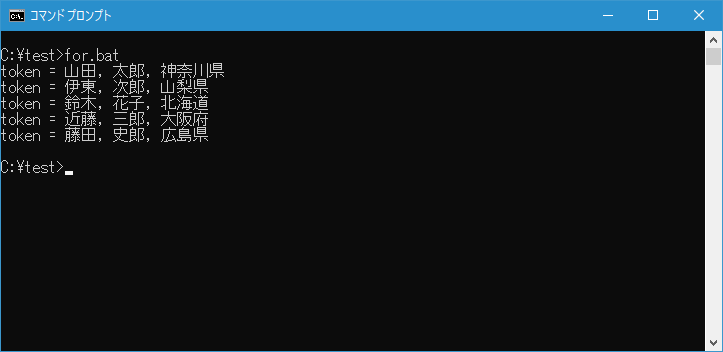 コマンドプロンプト
C:¥test>for.bat
token = 山田, 太郎, 神奈川県
token = 伊東, 次郎, 山梨県
token = 鈴木, 花子, 北海道
token = 近藤, 三郎, 大阪府
token = 藤田, 史郎, 広島県
C:¥test>